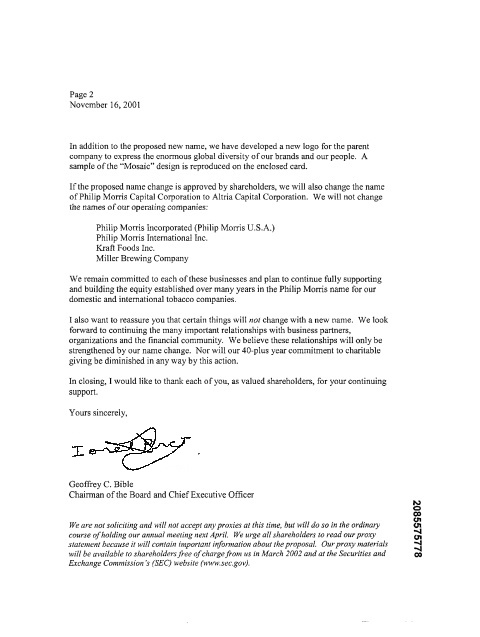 Page 2
November 16, 2001
In addition to the proposed new name, we have developed a new logo for the parent
company to express the enormous global diversity of our brands and our people. A
sample of the "Mosaic" design is reproduced on the enclosed card.
If the proposed name change is approved by shareholders, we will also change the name
of Philip Morris Capital Corporation to Altria Capital Corporation. We will not change
the names of our operating companies:
Philip Morris Incorporated (Philip Morris U.S.A.)
Philip Morris International Inc.
Kraft Foods Inc.
Miller Brewing Company
We remain committed to each of these businesses and plan to continue fully supporting
and building the equity established over many years in the Philip Morris name for our
domestic and international tobacco companies.
I also want to reassure you that certain things will not change with a new name. We look
forward to continuing the many important relationships with business partners,
organizations and the financial community. We believe these relationships will only be
strengthened by our name change. Nor will our 40-plus year commitment to charitable
giving be diminished in any way by this action.
In closing, I would like to thank each of you, as valued shareholders, for your continuing
support.
Yours sincerely,
Geoffrey C. Bible
Chairman of the Board and Chief Executive Officer
We are not soliciting and will not accept any proxies at this time, but will do so in the ordinary
course of holding our annual meeting next April. We urge all shareholders to read our proxy
statement because it will contain important information about the proposal. Our proxy materials
will be available to shareholders free of charge from us in March 2002 and at the Securities and
Exchange Commission's (SEC) website (www.sec.gov).
2085575778